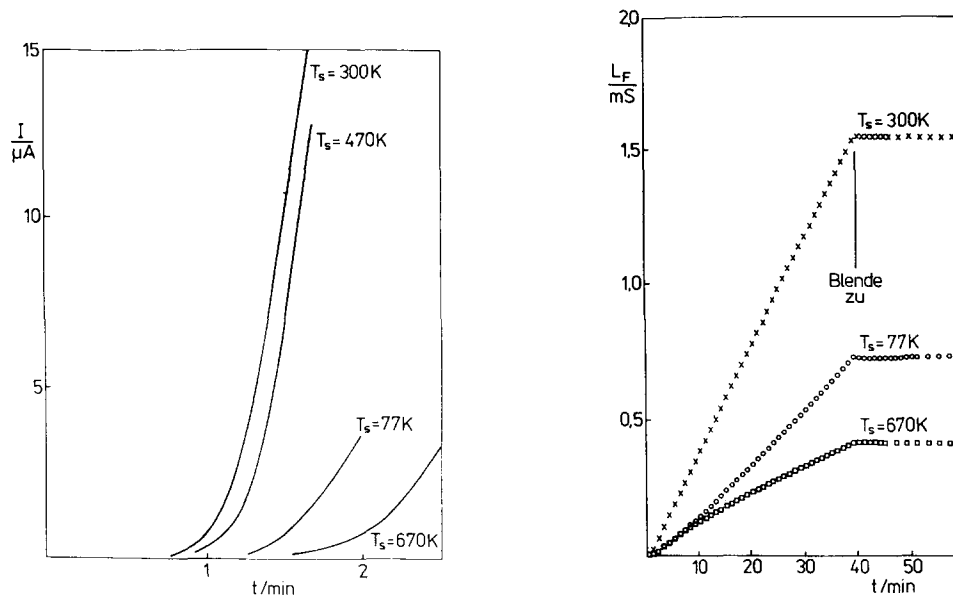 15
I
μA
10
5
1
2
t/min
T_s=300K
T_s=470K
T_s=77K
T_s=670K
2,0
L_F
mS
1,5
1,0
0,5
10
20
30
40
50
t/min
T_s=300K
Blende
zu
T_s=77K
T_s=670K